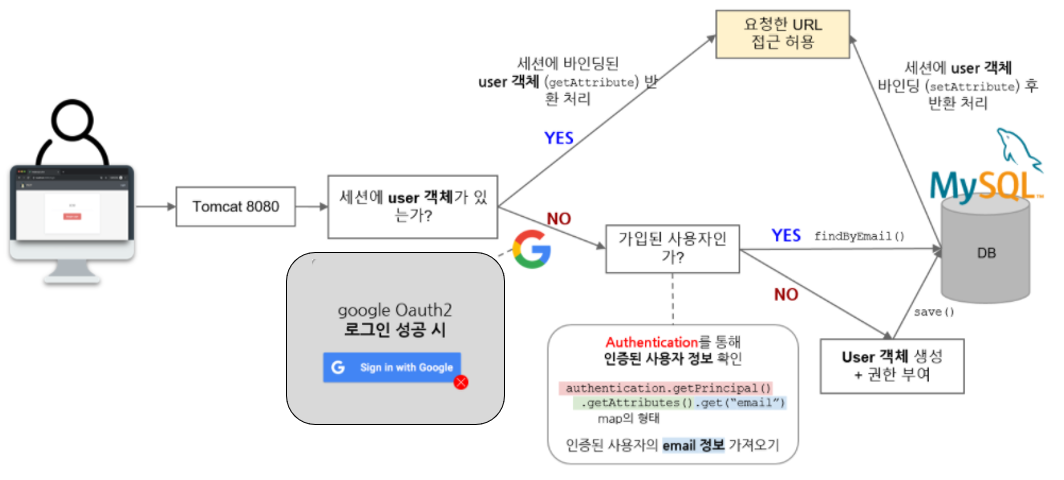 요청한 URL
접근 허용
세션에 바인딩된
user 객체 (getAttribute) 반
환 처리
세션에 user 객체
바인딩 (setAttribute) 후
반환 처리
YES
MySQL
Tomcat 8080
세션에 user 객체가 있
는가?
NO
가입된 사용자인
가?
YES findByEmail()
DB
NO
save()
google Oauth2
로그인 성공 시
G Sign in with Google
User 객체 생성
+ 권한 부여
Authentication를 통해
인증된 사용자 정보 확인
authentication.getPrincipal()
.getAttributes().get(“email”)
map의 형태
인증된 사용자의 email 정보 가져오기